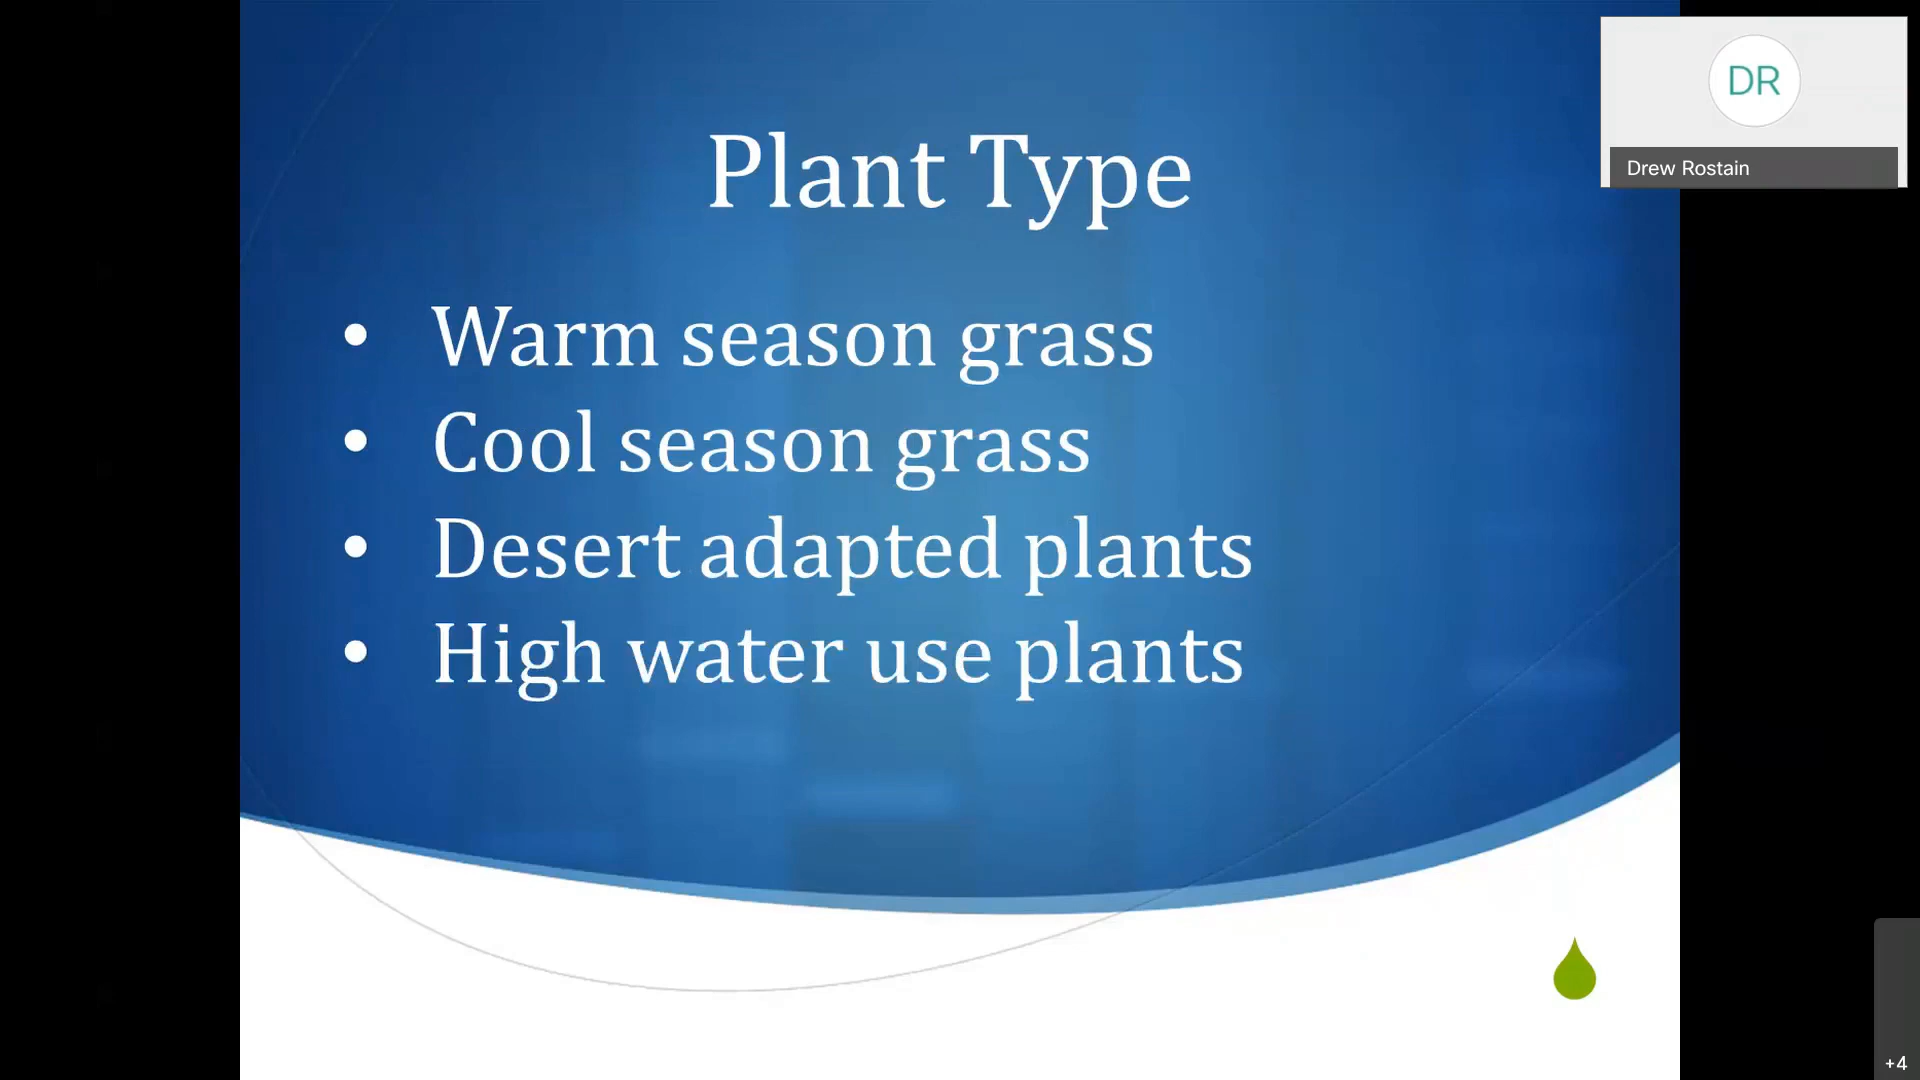 Plant Type
• Warm season grass
• Cool season grass
• Desert adapted plants
• High water use plants
DR
Drew Rostain
+4